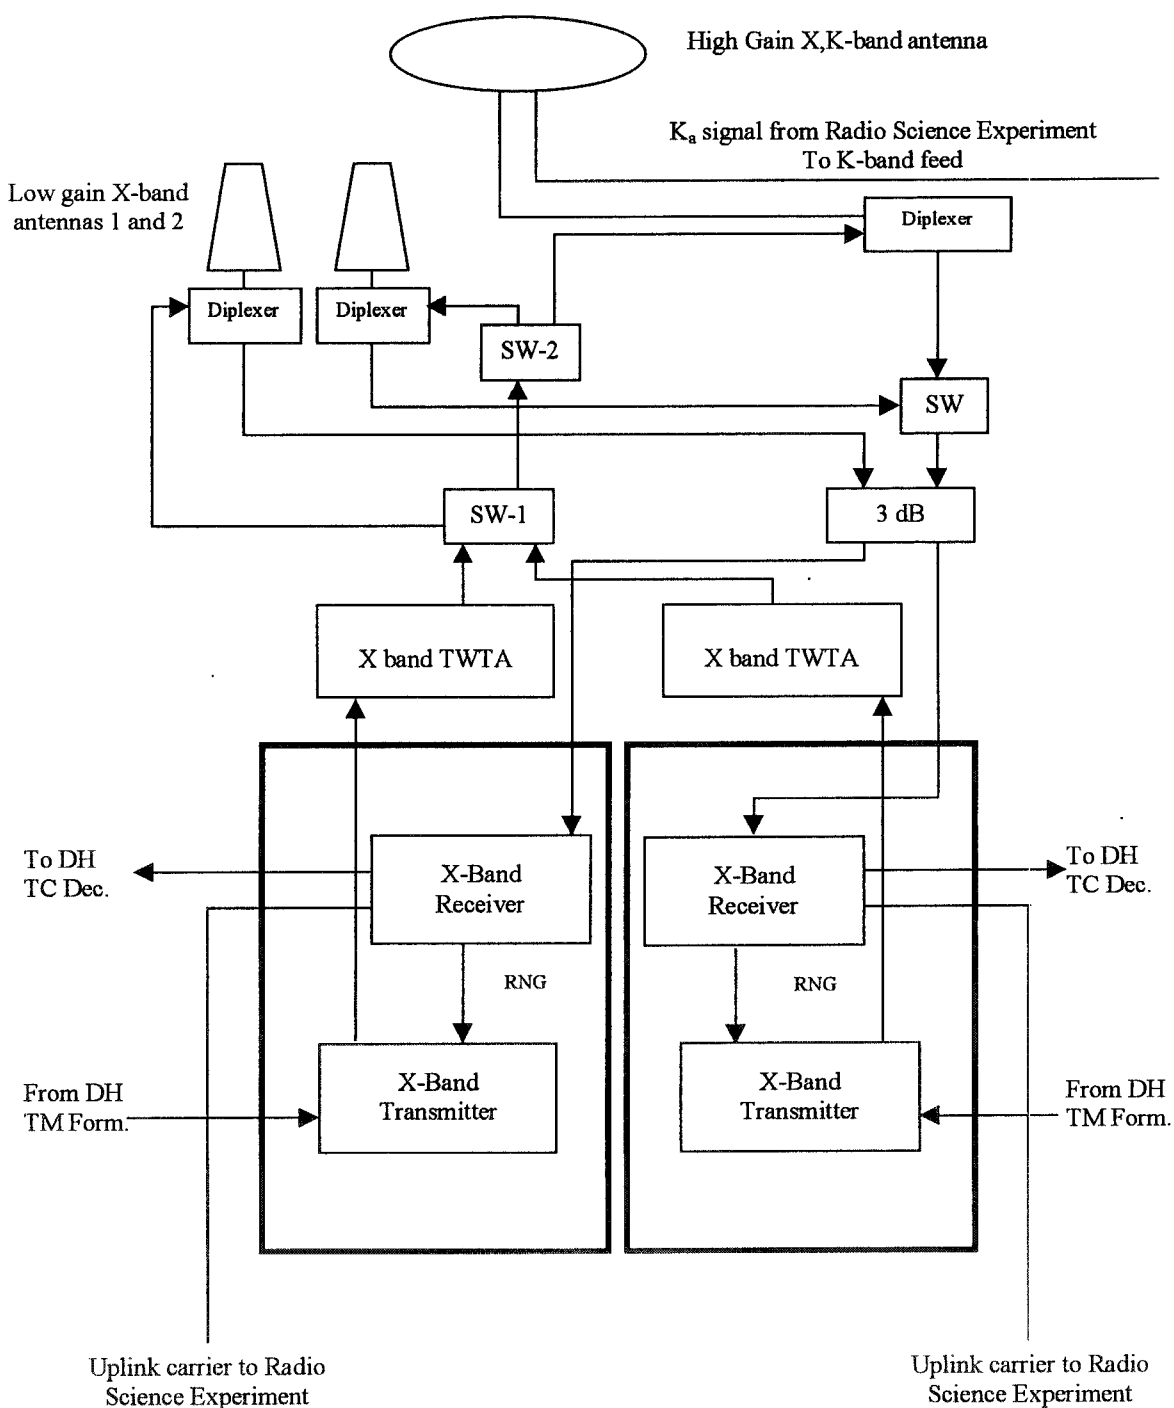 High Gain X,K-band antenna
Ka signal from Radio Science Experiment
To K-band feed
Low gain X-band
antennas 1 and 2
Diplexer
Diplexer
Diplexer
SW-2
SW
SW-1
3 dB
X band TWTA
X band TWTA
To DH
TC Dec.
X-Band
Receiver
X-Band
Receiver
To DH
TC Dec.
RNG
RNG
From DH
TM Form.
X-Band
Transmitter
X-Band
Transmitter
From DH
TM Form.
Uplink carrier to Radio
Science Experiment
Uplink carrier to Radio
Science Experiment